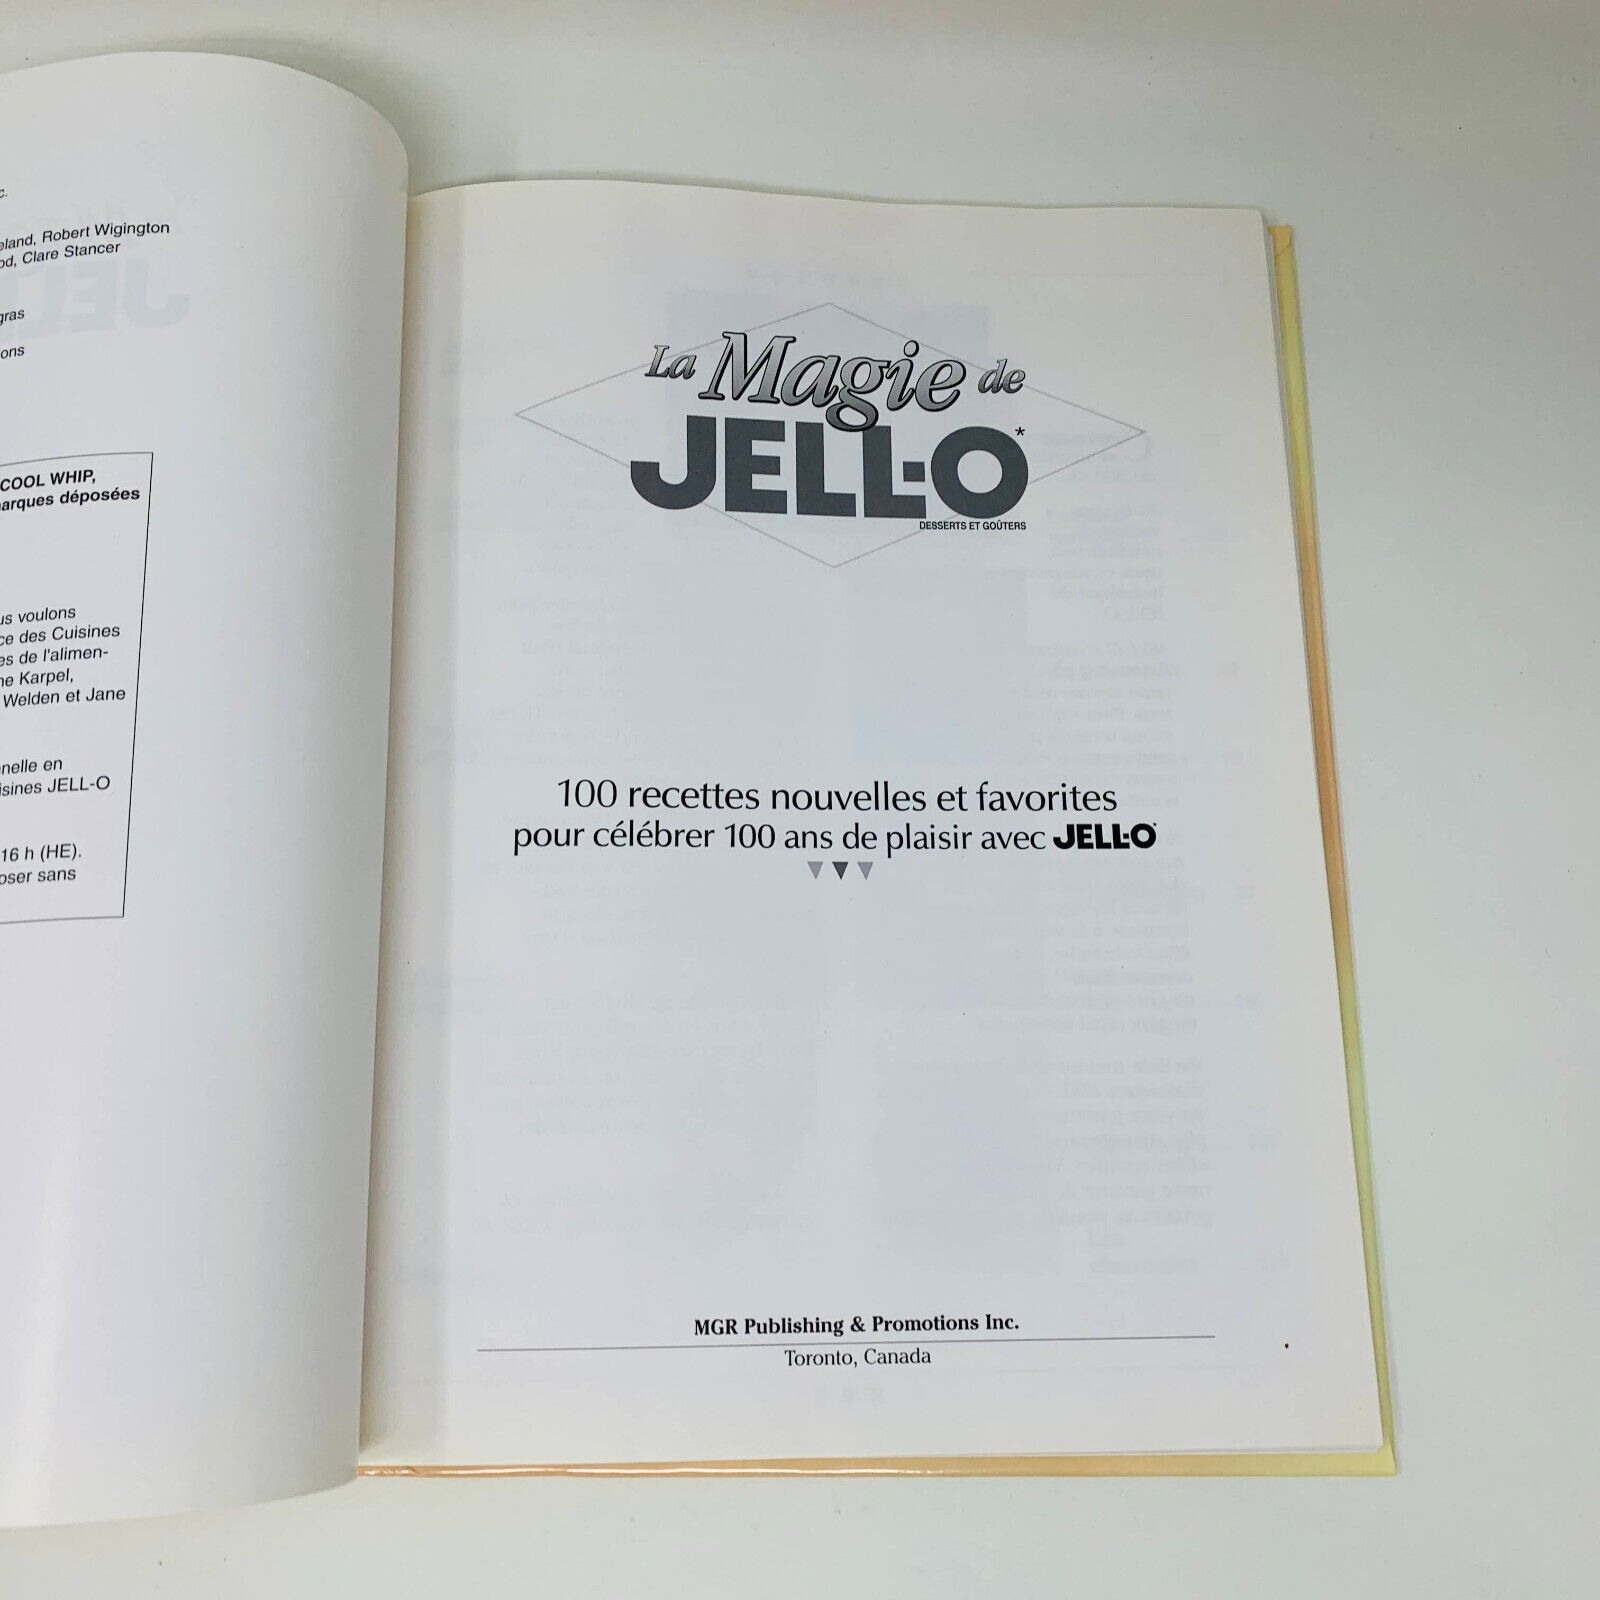 c.
eland, Robert Wigington
od, Clare Stancer
gras
ons
COOL WHIP,
arques déposées
us voulons
ce des Cuisines
es de l'alimen-
ne Karpel,
Welden et Jane
nnelle en
isines JELL-O
16 h (HE).
oser sans
La Magie de
JELL-O*
DESSERTS ET GOÛTERS
100 recettes nouvelles et favorites
pour célébrer 100 ans de plaisir avec JELL-O*
MGR Publishing & Promotions Inc.
Toronto, Canada